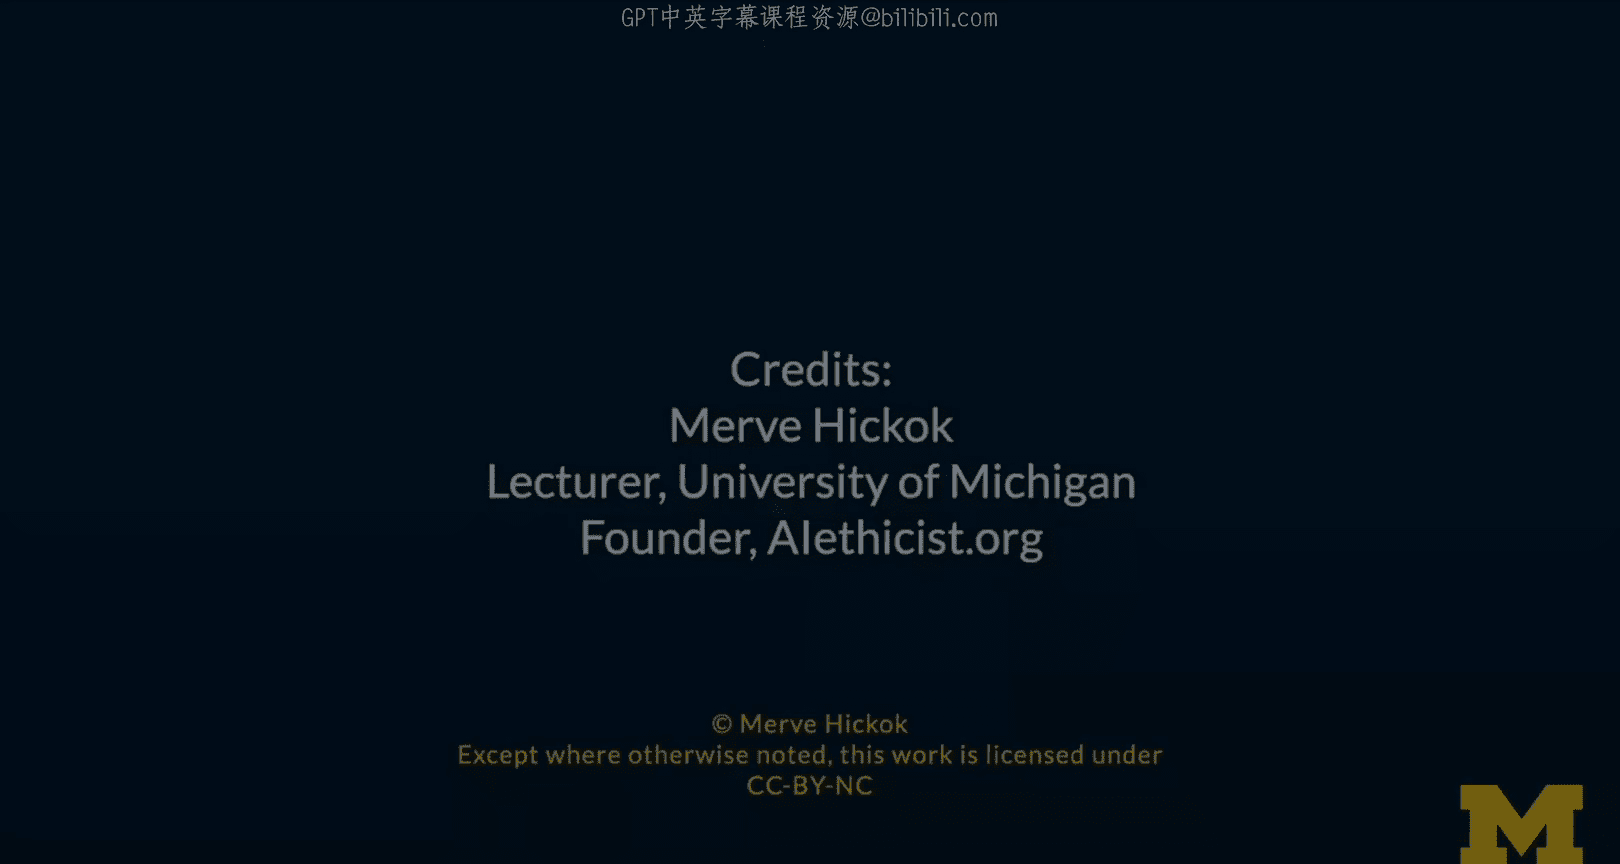 GPT中英字幕课程资源@bilibili.com
Credits:
Merve Hickok
Lecturer, University of Michigan
Founder, AIethicist.org
© Merve Hickok
Except where otherwise noted, this work is licensed under
CC-BY-NC
M